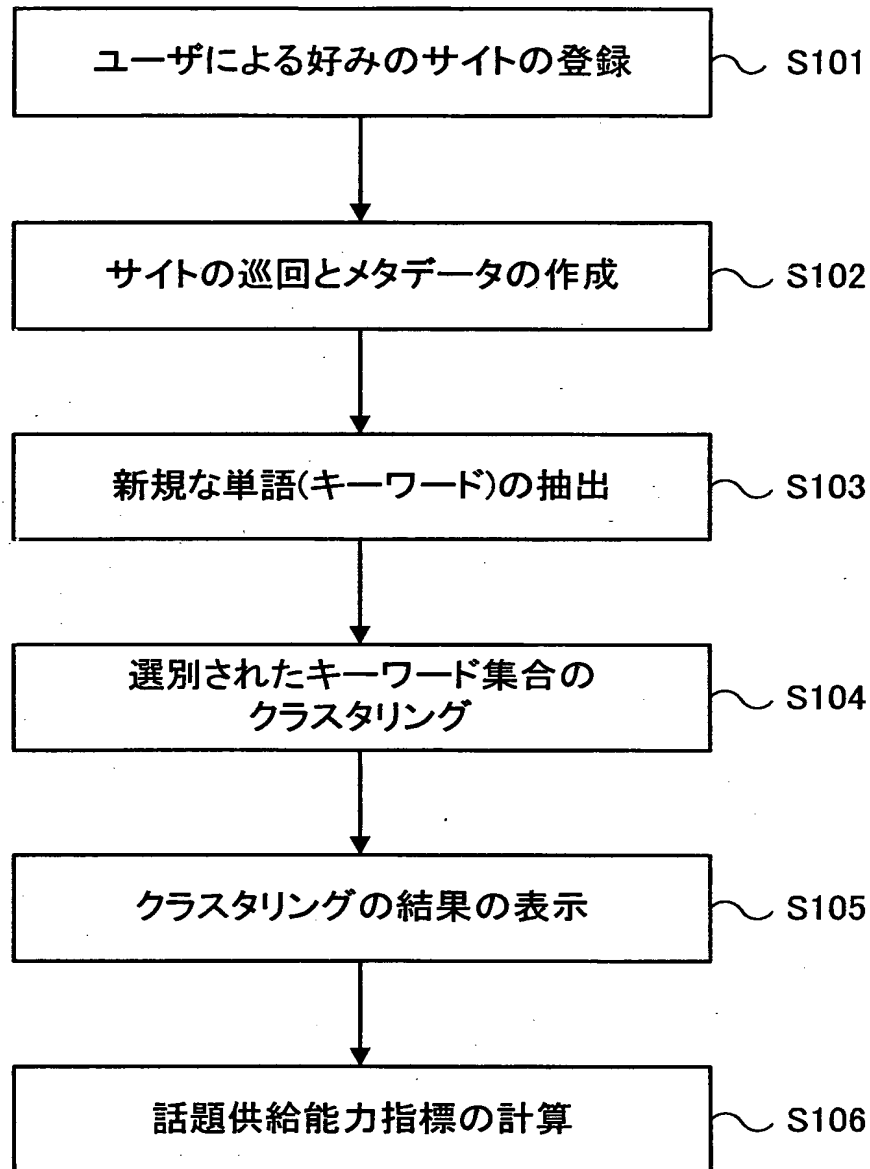 ユーザによる好みのサイトの登録
S101
サイトの巡回とメタデータの作成
S102
新規な単語(キーワード)の抽出
S103
選別されたキーワード集合の
クラスタリング
S104
クラスタリングの結果の表示
S105
話題供給能力指標の計算
S106